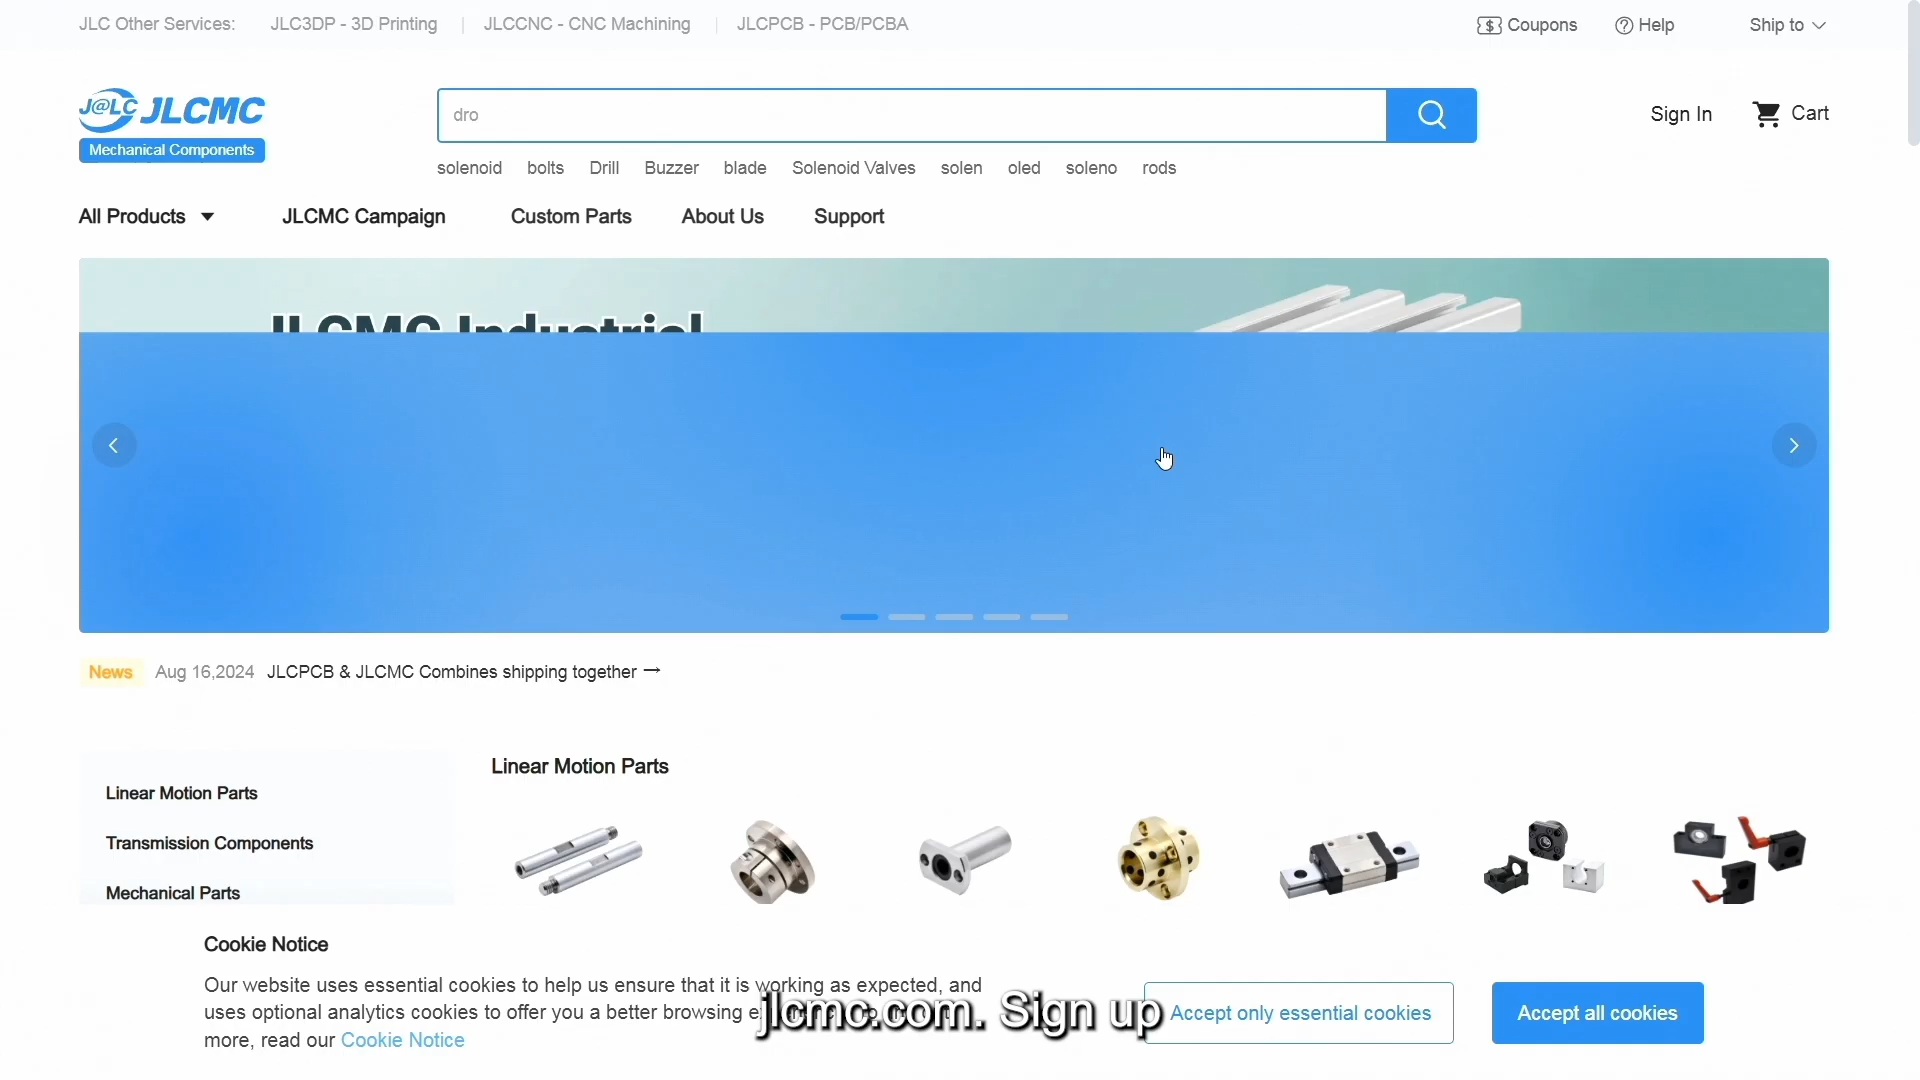 JLC Other Services:
JLC3DP - 3D Printing
JLCCNC - CNC Machining
JLCPCB - PCB/PCBA
Coupons
Help
Ship to
J@LC JLCMC
Mechanical Components
dro
Sign In
Cart
solenoid
bolts
Drill
Buzzer
blade
Solenoid Valves
solen
oled
soleno
rods
All Products
JLCMC Campaign
Custom Parts
About Us
Support
JLCMC Industrial
News
Aug 16,2024
JLCPCB & JLCMC Combines shipping together →
Linear Motion Parts
Transmission Components
Mechanical Parts
Linear Motion Parts
Cookie Notice
Our website uses essential cookies to help us ensure that it is working as expected, and
uses optional analytics cookies to offer you a better browsing
more, read our Cookie Notice
Accept only essential cookies
Accept all cookies
jlcmc.com. Sign up